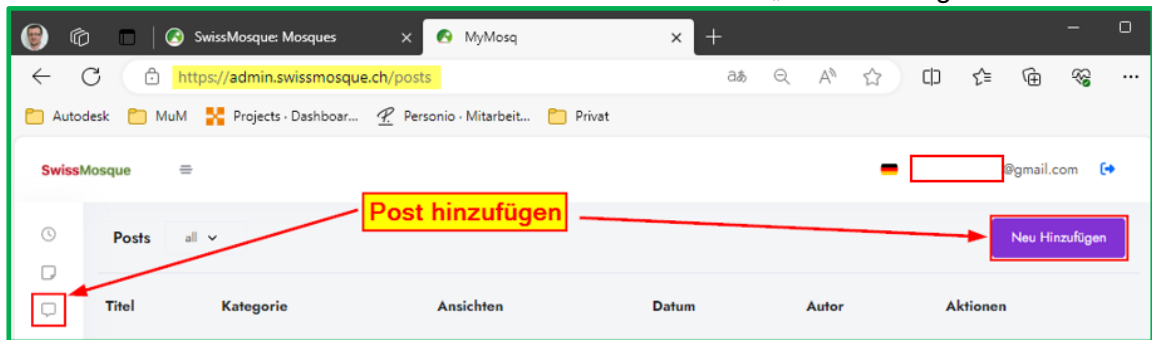 SwissMosque: Mosques
MyMosq
https://admin.swissmosque.ch/posts
Autodesk MuM Projects · Dashboar... Personio · Mitarbeit... Privat
SwissMosque @gmail.com
Post hinzufügen
Posts all Neu Hinzufügen
Titel Kategorie Ansichten Datum Autor Aktionen